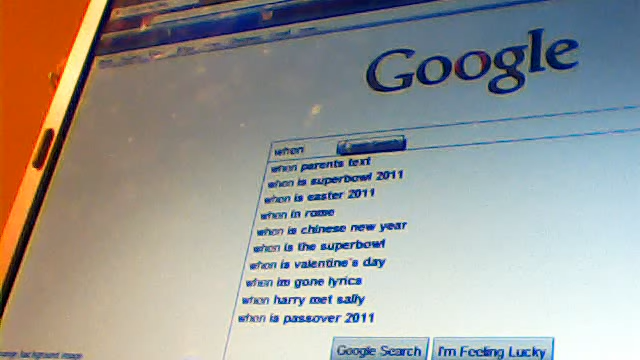 Google
when
when parents text
when is superbowl 2011
when is easter 2011
when in rome
when is chinese new year
when is the superbowl
when is valentine's day
when im gone lyrics
when harry met sally
when is passover 2011
Google Search
I'm Feeling Lucky
background image